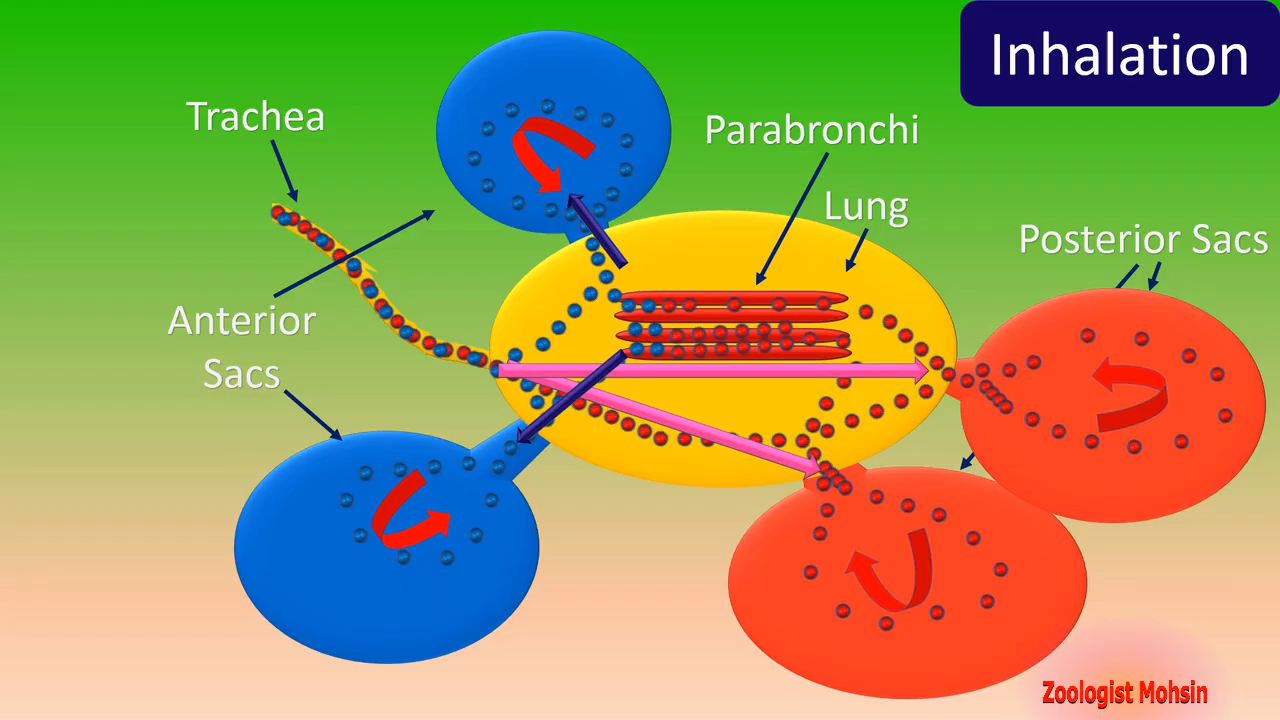 Inhalation
Trachea
Parabronchi
Lung
Posterior Sacs
Anterior
Sacs
Zoologist Mohsin